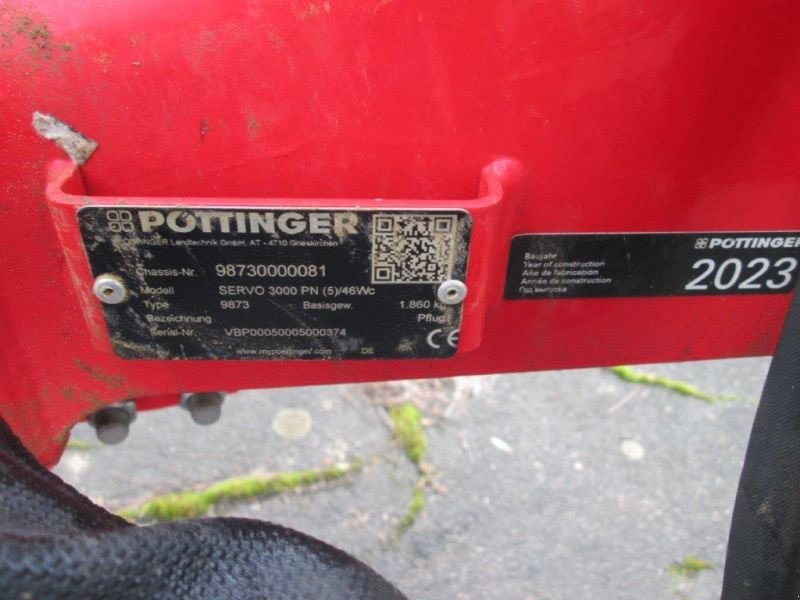 PÖTTINGER
PÖTTINGER Landtechnik GmbH, AT - 4710 Grieskirchen
Chassis-Nr. 98730000081
Modell SERVO 3000 PN (5)/46Wc
Type 9873 Basisgew. 1.860 kg
Bezeichnung Pflug
Serial-Nr. VBP00050005000374
www.mypoettinger.com DE CE
PÖTTINGER
Baujahr
Year of construction
Año de fabricación
Année de construction
Год выпуска
2023